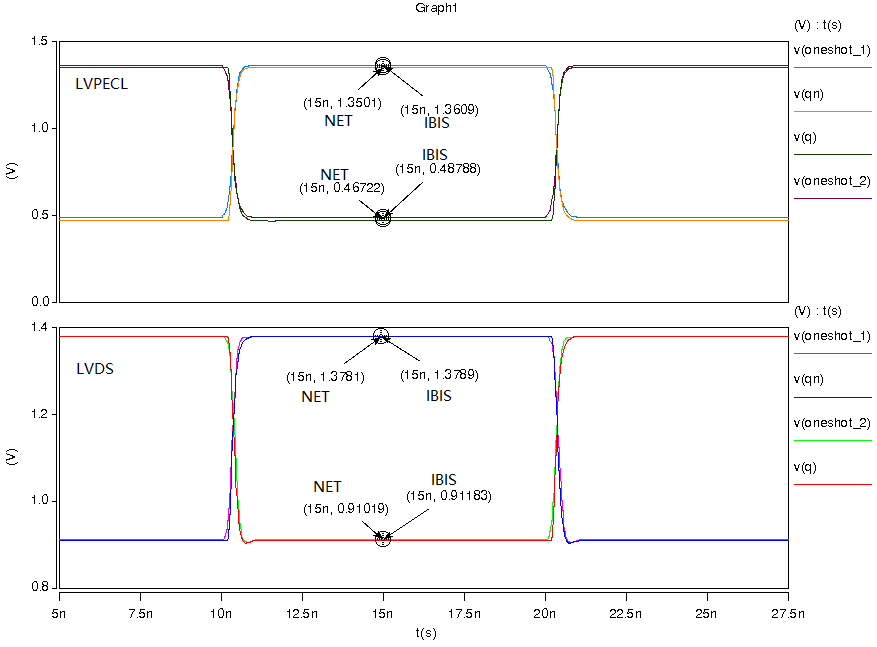 Graph1
(V) : t(s)
1.5
v(oneshot_1)
LVPECL
v(qn)
(15n, 1.3501)
(15n, 1.3609)
NET
IBIS
1.0
v(q)
IBIS
(V)
NET
(15n, 0.48788)
v(oneshot_2)
(15n, 0.46722)
0.5
0.0
(V) : t(s)
1.4
v(oneshot_1)
LVDS
(15n, 1.3781)
(15n, 1.3789)
v(qn)
NET
IBIS
1.2
v(oneshot_2)
(V)
v(q)
NET
IBIS
(15n, 0.91183)
1.0
(15n, 0.91019)
0.8
5n 7.5n 10n 12.5n 15n 17.5n 20n 22.5n 25n 27.5n
t(s)